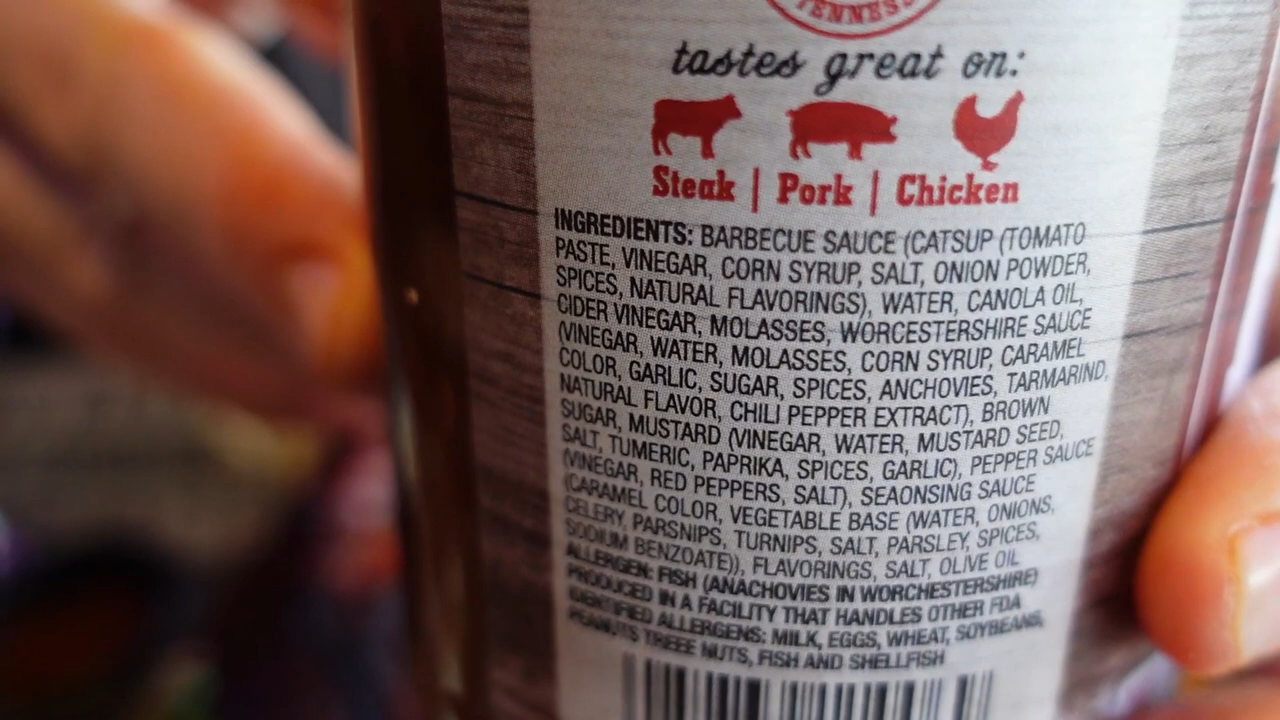 TENNESS
tastes great on:
Steak | Pork | Chicken
INGREDIENTS: BARBECUE SAUCE (CATSUP (TOMATO
PASTE, VINEGAR, CORN SYRUP, SALT, ONION POWDER,
SPICES, NATURAL FLAVORINGS), WATER, CANOLA OIL,
CIDER VINEGAR, MOLASSES, WORCESTERSHIRE SAUCE
(VINEGAR, WATER, MOLASSES, CORN SYRUP, CARAMEL
COLOR, GARLIC, SUGAR, SPICES, ANCHOVIES, TARMARIND,
NATURAL FLAVOR, CHILI PEPPER EXTRACT), BROWN
SUGAR, MUSTARD (VINEGAR, WATER, MUSTARD SEED,
SALT, TUMERIC, PAPRIKA, SPICES, GARLIC), PEPPER SAUCE
(VINEGAR, RED PEPPERS, SALT), SEAONSING SAUCE
(CARAMEL COLOR, VEGETABLE BASE (WATER, ONIONS,
CELERY, PARSNIPS, TURNIPS, SALT, PARSLEY, SPICES,
SODIUM BENZOATE)), FLAVORINGS, SALT, OLIVE OIL
ALLERGEN: FISH (ANACHOVIES IN WORCHESTERSHIRE)
PRODUCED IN A FACILITY THAT HANDLES OTHER FDA
IDENTIFIED ALLERGENS: MILK, EGGS, WHEAT, SOYBEANS,
PEANUTS TREEE NUTS, FISH AND SHELLFISH